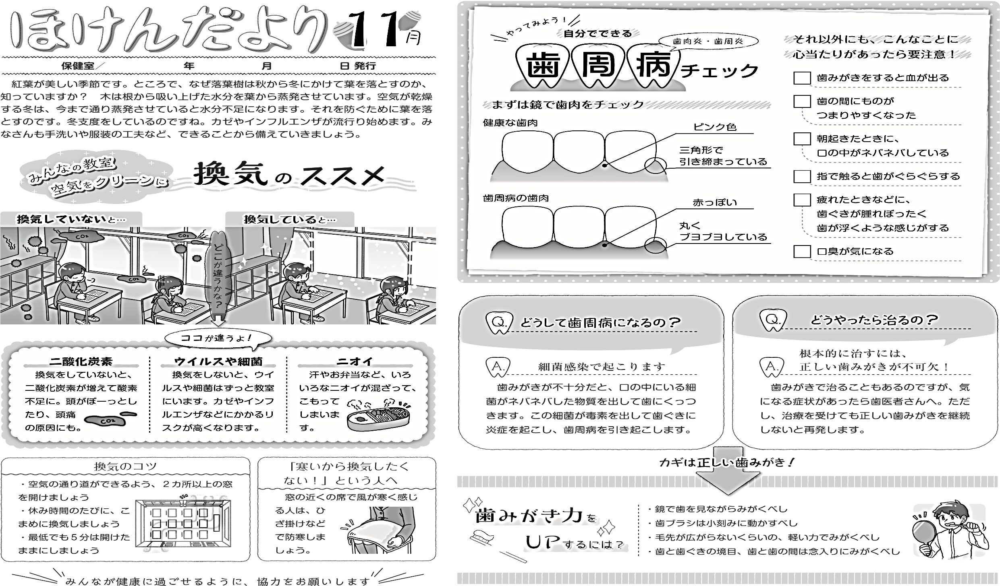 ほけんだより 11月
保健室／　年　月　日 発行
紅葉が美しい季節です。ところで、なぜ落葉樹は秋から冬にかけて葉を落とすのか、
知っていますか？　木は根から吸い上げた水分を葉から蒸発させています。空気が乾燥
する冬は、今まで通り蒸発させていると水分不足になります。それを防ぐために葉を落
とすのです。冬支度をしているのですね。カゼやインフルエンザが流行り始めます。み
なさんも手洗いや服装の工夫など、できることから備えていきましょう。
みんなの教室
空気をクリーンに
換気のススメ
換気していないと…
換気していると…
CO2
CO2
CO2
どこが違うかな？
ココが違うよ！
二酸化炭素
換気をしていないと、
二酸化炭素が増えて酸素
不足に。頭がぼーっとし
たり、頭痛
の原因にも。
CO2
ウイルスや細菌
換気をしないと、ウイ
ルスや細菌はずっと教室
にいます。カゼやインフ
ルエンザなどにかかるリ
スクが高くなります。
ニオイ
汗やお弁当など、いろ
いろなニオイが混ざって、
こもって
しまいま
す。
換気のコツ
・空気の通り道ができるよう、２カ所以上の窓
を開けましょう
・休み時間のたびに、こ
まめに換気しましょう
・最低でも５分は開けた
ままにしましょう
「寒いから換気したく
ない！」という人へ
窓の近くの席で風が寒く感じ
る人は、ひ
ざ掛けなど
で防寒しま
しょう。
みんなが健康に過ごせるように、協力をお願いします
やってみよう！
自分でできる
歯周病チェック
歯肉炎・歯周炎
まずは鏡で歯肉をチェック
健康な歯肉
ピンク色
三角形で
引き締まっている
歯周病の歯肉
赤っぽい
丸く
ブヨブヨしている
それ以外にも、こんなことに
心当たりがあったら要注意！
歯みがきをすると血が出る
歯の間にものが
つまりやすくなった
朝起きたときに、
口の中がネバネバしている
指で触ると歯がぐらぐらする
疲れたときなどに、
歯ぐきが腫れぼったく
歯が浮くような感じがする
口臭が気になる
Q. どうして歯周病になるの？
A. 細菌感染で起こります
歯みがきが不十分だと、口の中にいる細
菌がネバネバした物質を出して歯にくっつ
きます。この細菌が毒素を出して歯ぐきに
炎症を起こし、歯周病を引き起こします。
Q. どうやったら治るの？
A. 根本的に治すには、
正しい歯みがきが不可欠！
歯みがきで治ることもあるのですが、気
になる症状があったら歯医者さんへ。ただ
し、治療を受けても正しい歯みがきを継続
しないと再発します。
カギは正しい歯みがき！
歯みがき力を
UPするには？
・鏡で歯を見ながらみがくべし
・歯ブラシは小刻みに動かすべし
・毛先が広がらないくらいの、軽い力でみがくべし
・歯と歯ぐきの境目、歯と歯の間は念入りにみがくべし